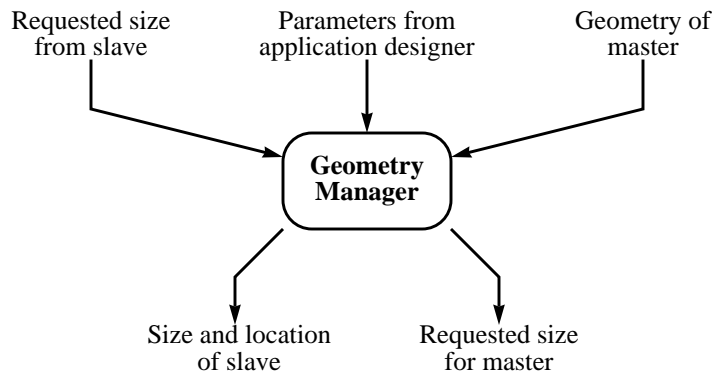 Requested size
from slave
Parameters from
application designer
Geometry of
master
Geometry
Manager
Size and location
of slave
Requested size
for master